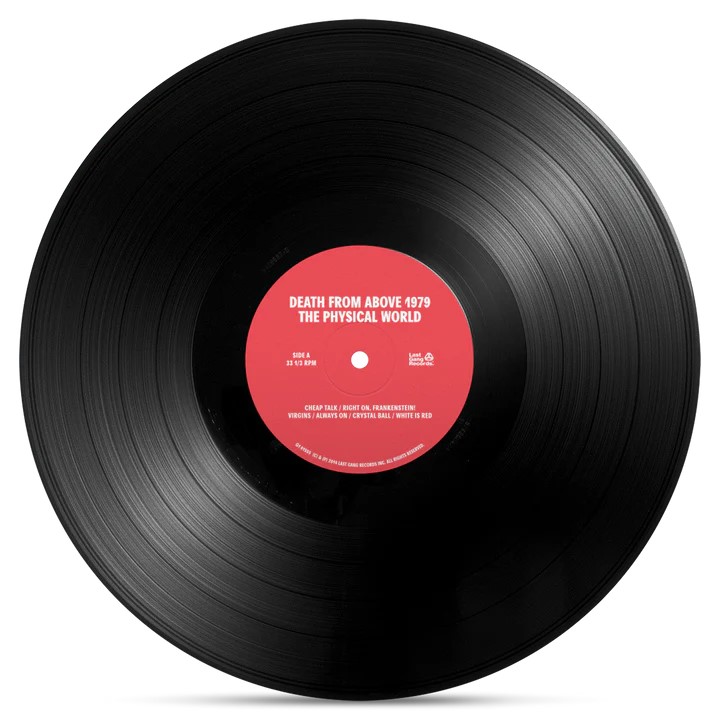 DEATH FROM ABOVE 1979
THE PHYSICAL WORLD
SIDE A
33 1/3 RPM
Last
Gang
Records.
CHEAP TALK / RIGHT ON, FRANKENSTEIN!
VIRGINS / ALWAYS ON / CRYSTAL BALL / WHITE IS RED
LAST GANG RECORDS INC. ALL RIGHTS RESERVED.